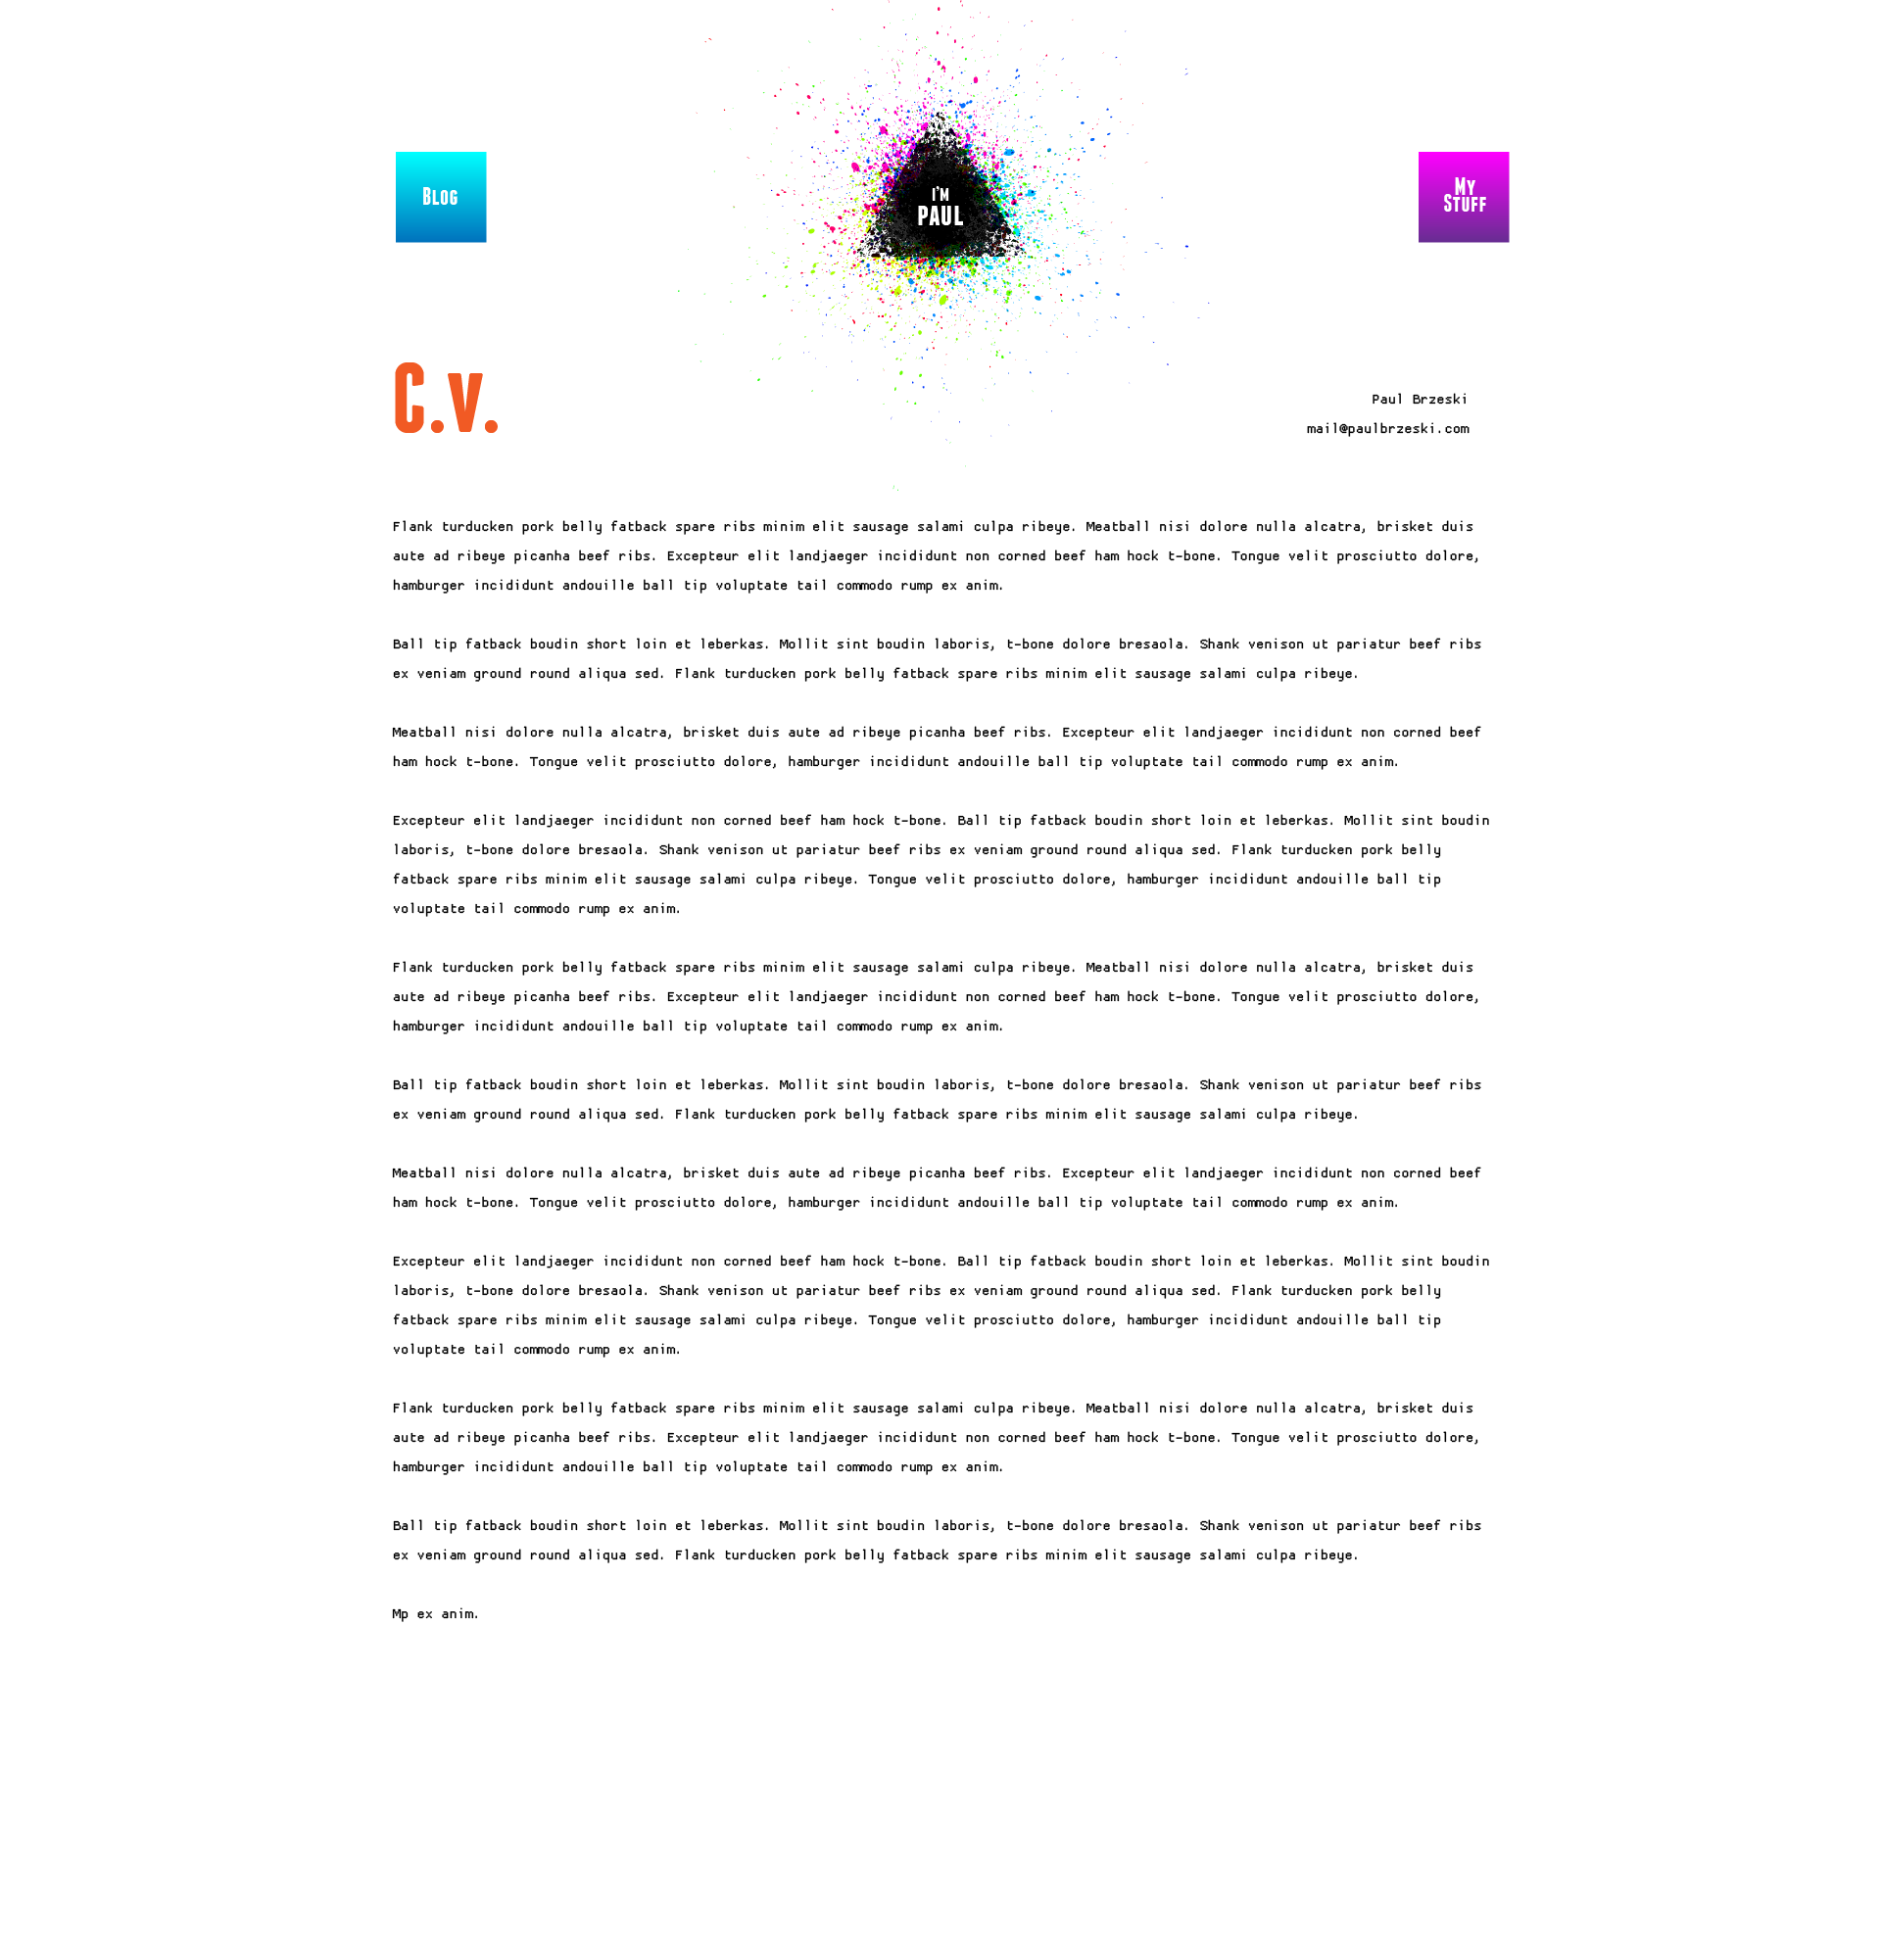 I'M
PAUL
Blog
My
Stuff
C.v.
Paul Brzeski
mail@paulbrzeski.com
Flank turducken pork belly fatback spare ribs minim elit sausage salami culpa ribeye. Meatball nisi dolore nulla alcatra, brisket duis
aute ad ribeye picanha beef ribs. Excepteur elit landjaeger incididunt non corned beef ham hock t-bone. Tongue velit prosciutto dolore,
hamburger incididunt andouille ball tip voluptate tail commodo rump ex anim.
Ball tip fatback boudin short loin et leberkas. Mollit sint boudin laboris, t-bone dolore bresaola. Shank venison ut pariatur beef ribs
ex veniam ground round aliqua sed. Flank turducken pork belly fatback spare ribs minim elit sausage salami culpa ribeye.
Meatball nisi dolore nulla alcatra, brisket duis aute ad ribeye picanha beef ribs. Excepteur elit landjaeger incididunt non corned beef
ham hock t-bone. Tongue velit prosciutto dolore, hamburger incididunt andouille ball tip voluptate tail commodo rump ex anim.
Excepteur elit landjaeger incididunt non corned beef ham hock t-bone. Ball tip fatback boudin short loin et leberkas. Mollit sint boudin
laboris, t-bone dolore bresaola. Shank venison ut pariatur beef ribs ex veniam ground round aliqua sed. Flank turducken pork belly
fatback spare ribs minim elit sausage salami culpa ribeye. Tongue velit prosciutto dolore, hamburger incididunt andouille ball tip
voluptate tail commodo rump ex anim.
Flank turducken pork belly fatback spare ribs minim elit sausage salami culpa ribeye. Meatball nisi dolore nulla alcatra, brisket duis
aute ad ribeye picanha beef ribs. Excepteur elit landjaeger incididunt non corned beef ham hock t-bone. Tongue velit prosciutto dolore,
hamburger incididunt andouille ball tip voluptate tail commodo rump ex anim.
Ball tip fatback boudin short loin et leberkas. Mollit sint boudin laboris, t-bone dolore bresaola. Shank venison ut pariatur beef ribs
ex veniam ground round aliqua sed. Flank turducken pork belly fatback spare ribs minim elit sausage salami culpa ribeye.
Meatball nisi dolore nulla alcatra, brisket duis aute ad ribeye picanha beef ribs. Excepteur elit landjaeger incididunt non corned beef
ham hock t-bone. Tongue velit prosciutto dolore, hamburger incididunt andouille ball tip voluptate tail commodo rump ex anim.
Excepteur elit landjaeger incididunt non corned beef ham hock t-bone. Ball tip fatback boudin short loin et leberkas. Mollit sint boudin
laboris, t-bone dolore bresaola. Shank venison ut pariatur beef ribs ex veniam ground round aliqua sed. Flank turducken pork belly
fatback spare ribs minim elit sausage salami culpa ribeye. Tongue velit prosciutto dolore, hamburger incididunt andouille ball tip
voluptate tail commodo rump ex anim.
Flank turducken pork belly fatback spare ribs minim elit sausage salami culpa ribeye. Meatball nisi dolore nulla alcatra, brisket duis
aute ad ribeye picanha beef ribs. Excepteur elit landjaeger incididunt non corned beef ham hock t-bone. Tongue velit prosciutto dolore,
hamburger incididunt andouille ball tip voluptate tail commodo rump ex anim.
Ball tip fatback boudin short loin et leberkas. Mollit sint boudin laboris, t-bone dolore bresaola. Shank venison ut pariatur beef ribs
ex veniam ground round aliqua sed. Flank turducken pork belly fatback spare ribs minim elit sausage salami culpa ribeye.
Mp ex anim.